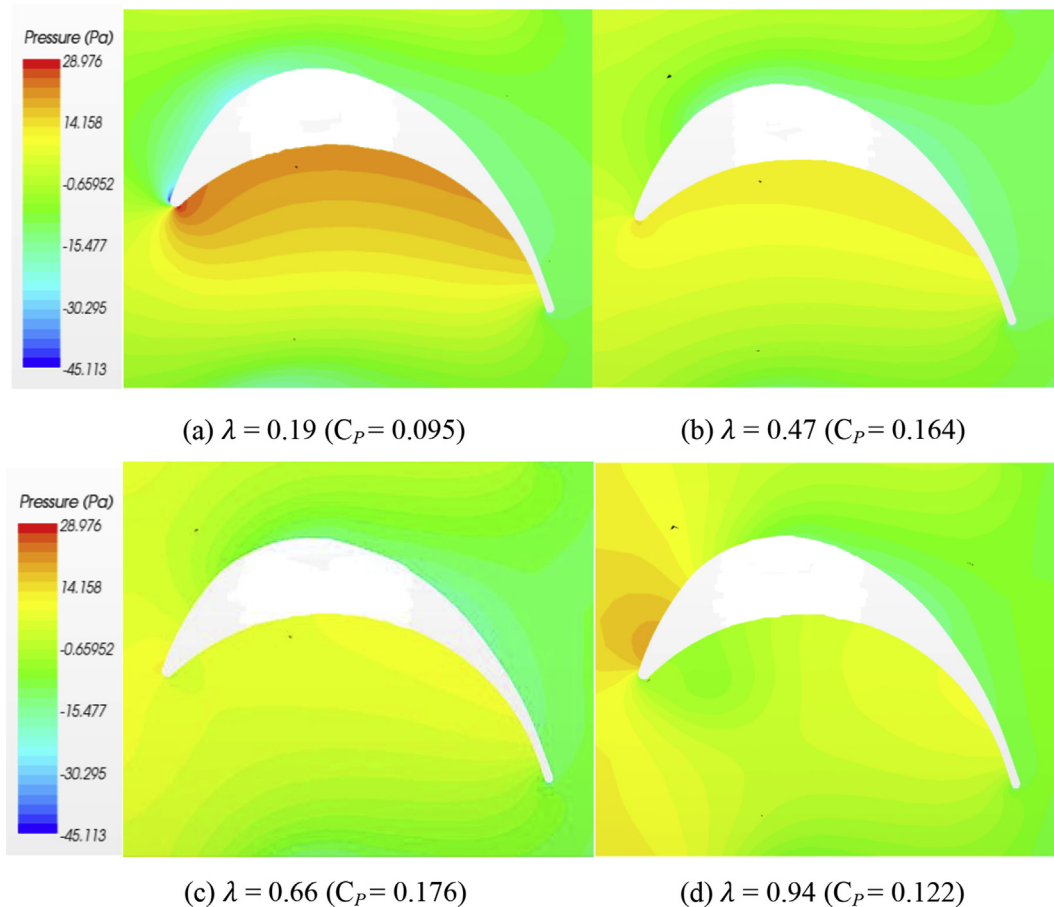 Pressure (Pa)
28.976
14.158
-0.65952
-15.477
-30.295
-45.113
(a) λ = 0.19 (C_P = 0.095)
(b) λ = 0.47 (C_P = 0.164)
Pressure (Pa)
28.976
14.158
-0.65952
-15.477
-30.295
-45.113
(c) λ = 0.66 (C_P = 0.176)
(d) λ = 0.94 (C_P = 0.122)